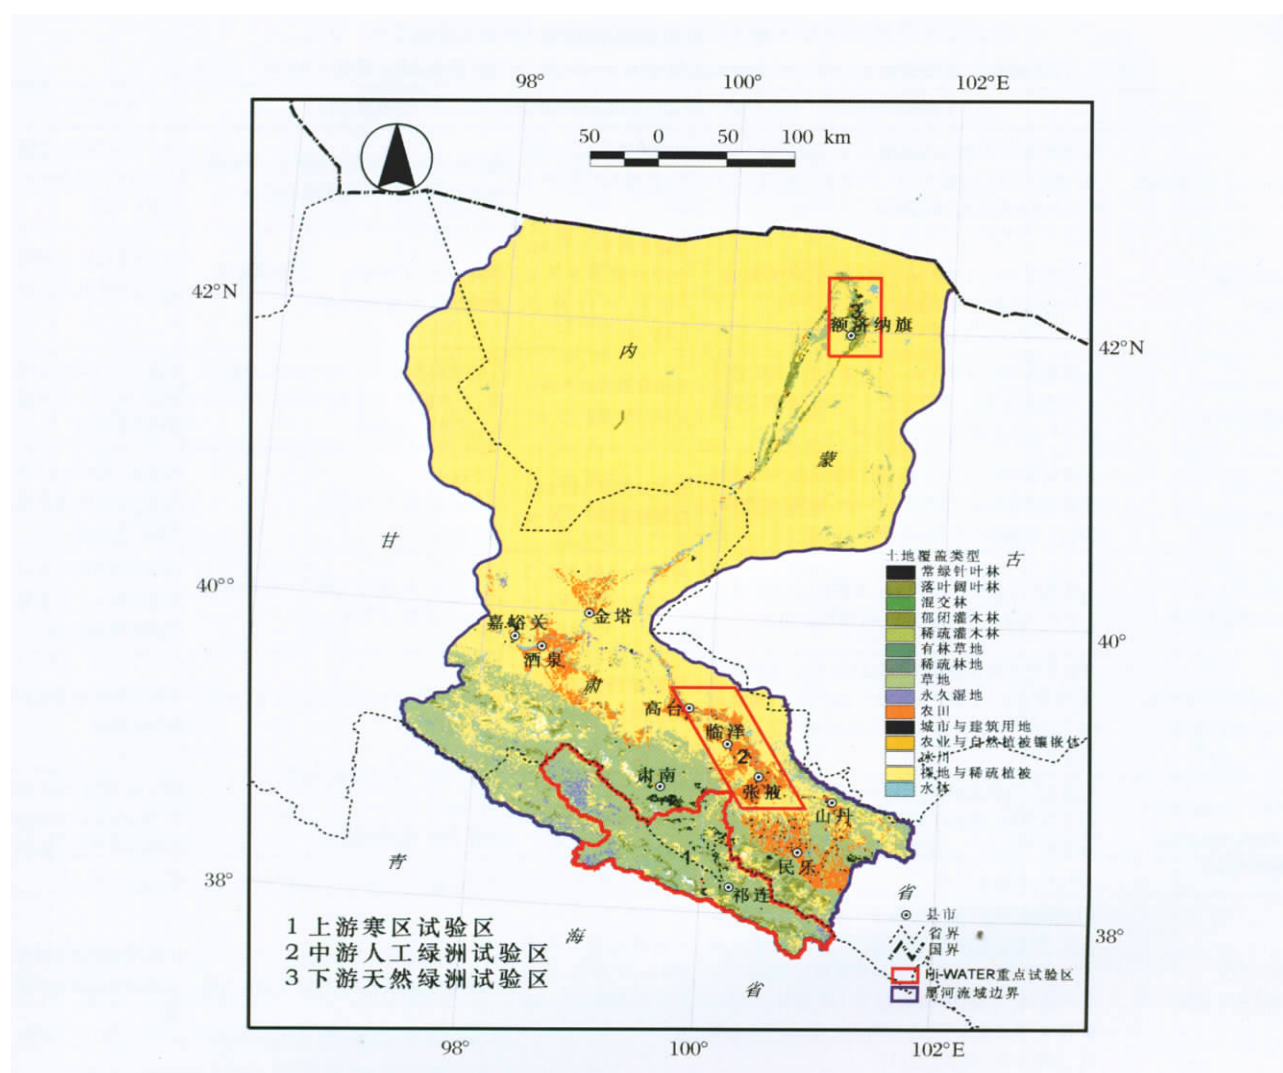 98°
100°
102°E
50 0 50 100 km
42°N
额济纳旗
3
内
42°N
蒙
甘
古
40°
嘉峪关
金塔
40°
酒泉
肃
高台
临洋
2
肃南
张掖
山丹
1
民乐
祁连
青
海
省
省
38°
38°
土地覆盖类型
常绿针叶林
落叶阔叶林
混交林
郁闭灌木林
稀疏灌木林
有林草地
稀疏林地
草地
永久湿地
农田
城市与建筑用地
农业与自然植被镶嵌体
冰川
裸地与稀疏植被
水体
县市
省界
国界
HJ-WATER重点试验区
黑河流域边界
1 上游寒区试验区
2 中游人工绿洲试验区
3 下游天然绿洲试验区
98°
100°
102°E